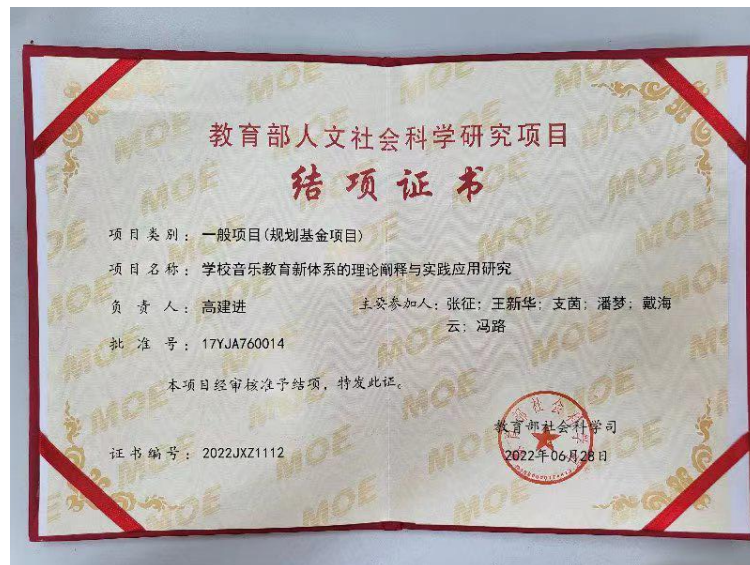 教育部人文社会科学研究项目
结项证书
项目类别：一般项目(规划基金项目)
项目名称：学校音乐教育新体系的理论阐释与实践应用研究
负责人：高建进
主要参加人：张征；王新华；支茵；潘梦；戴海
云；冯路
批准号：17YJA760014
本项目经审核准予结项，特发此证。
教育部社会科学司
证书编号：2022JXZ1112
2022年06月28日
MOE